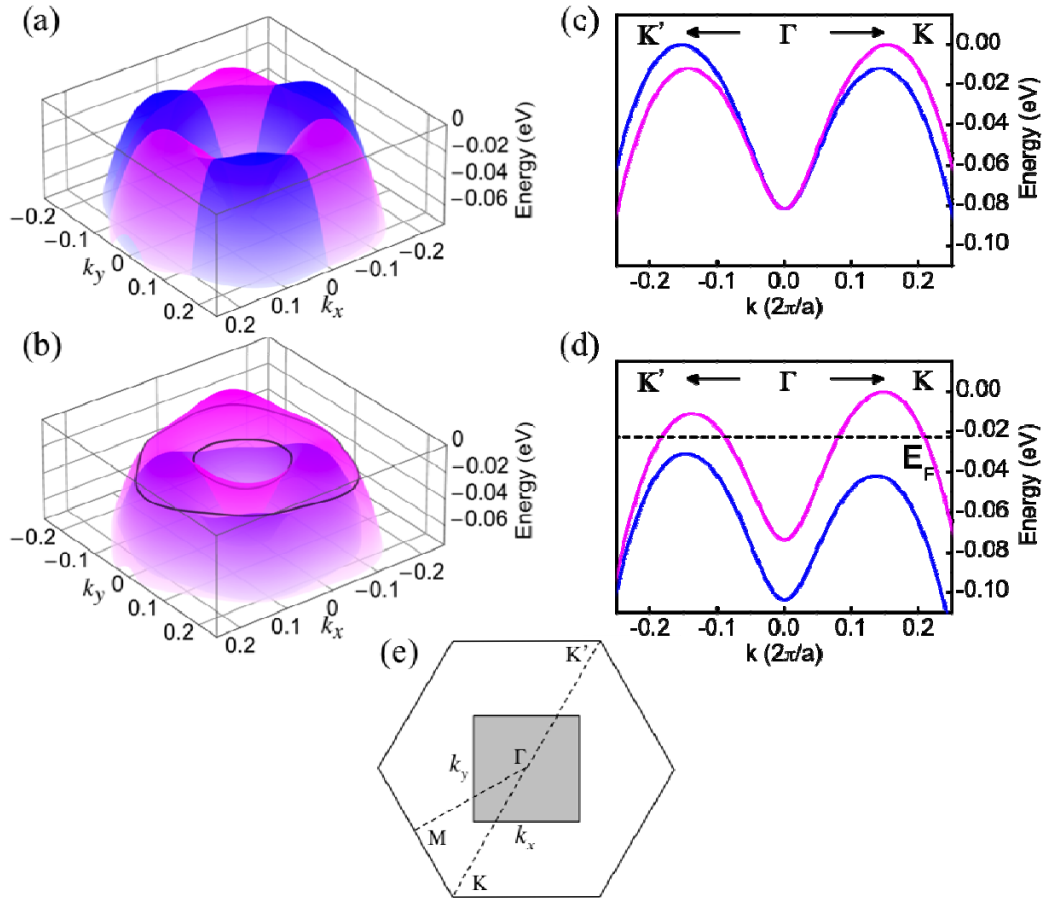 (a)
0
−0.02
−0.04
−0.06
Energy (eV)
−0.2
−0.1
0
0.1
0.2
k_y
0.2
0.1
0
−0.1
−0.2
k_x
(b)
0
−0.02
−0.04
−0.06
Energy (eV)
−0.2
−0.1
0
0.1
0.2
k_y
0.2
0.1
0
−0.1
−0.2
k_x
(c)
K' ← Γ → K
0.00
-0.02
-0.04
-0.06
-0.08
-0.10
Energy (eV)
-0.2 -0.1 0.0 0.1 0.2
k (2π/a)
(d)
K' ← Γ → K
0.00
-0.02
-0.04
-0.06
-0.08
-0.10
Energy (eV)
E_F
-0.2 -0.1 0.0 0.1 0.2
k (2π/a)
(e)
K'
Γ
k_y
M
k_x
K